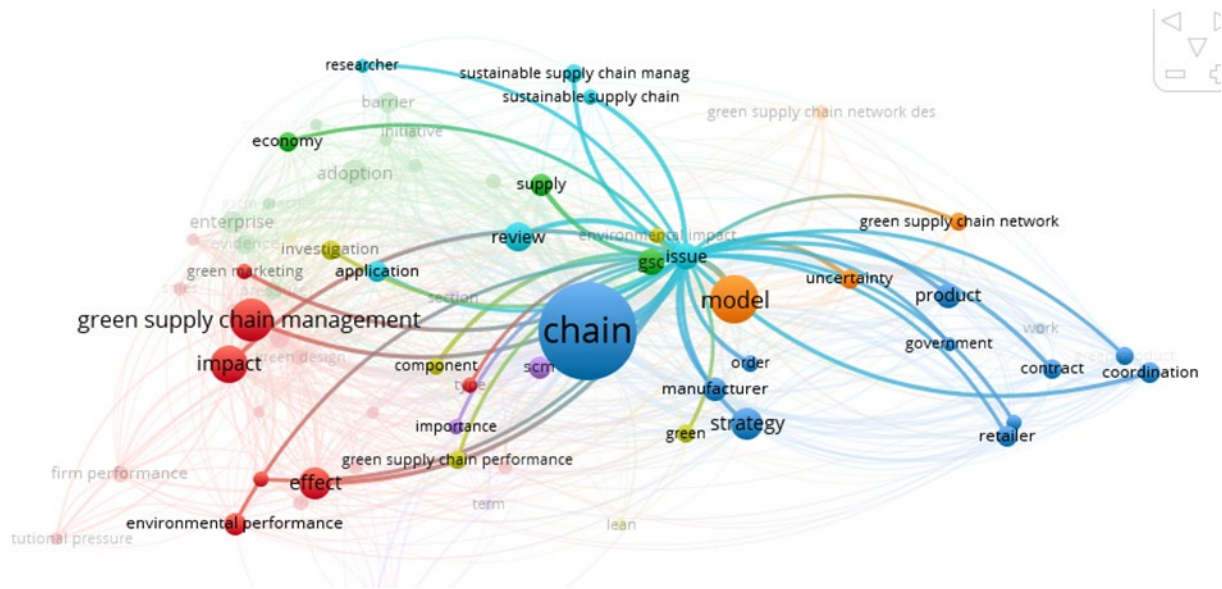 researcher
sustainable supply chain manag
sustainable supply chain
barrier
green supply chain network des
initiative
economy
adoption
supply
enterprise
green supply chain network
evidence
investigation
review
environmental impact
gsc
issue
green marketing
application
uncertainty
section
product
model
green supply chain management
chain
work
government
green design
impact
component
scm
order
green product
contract
coordination
type
manufacturer
importance
strategy
green
retailer
green supply chain performance
firm performance
effect
term
environmental performance
lean
tutional pressure